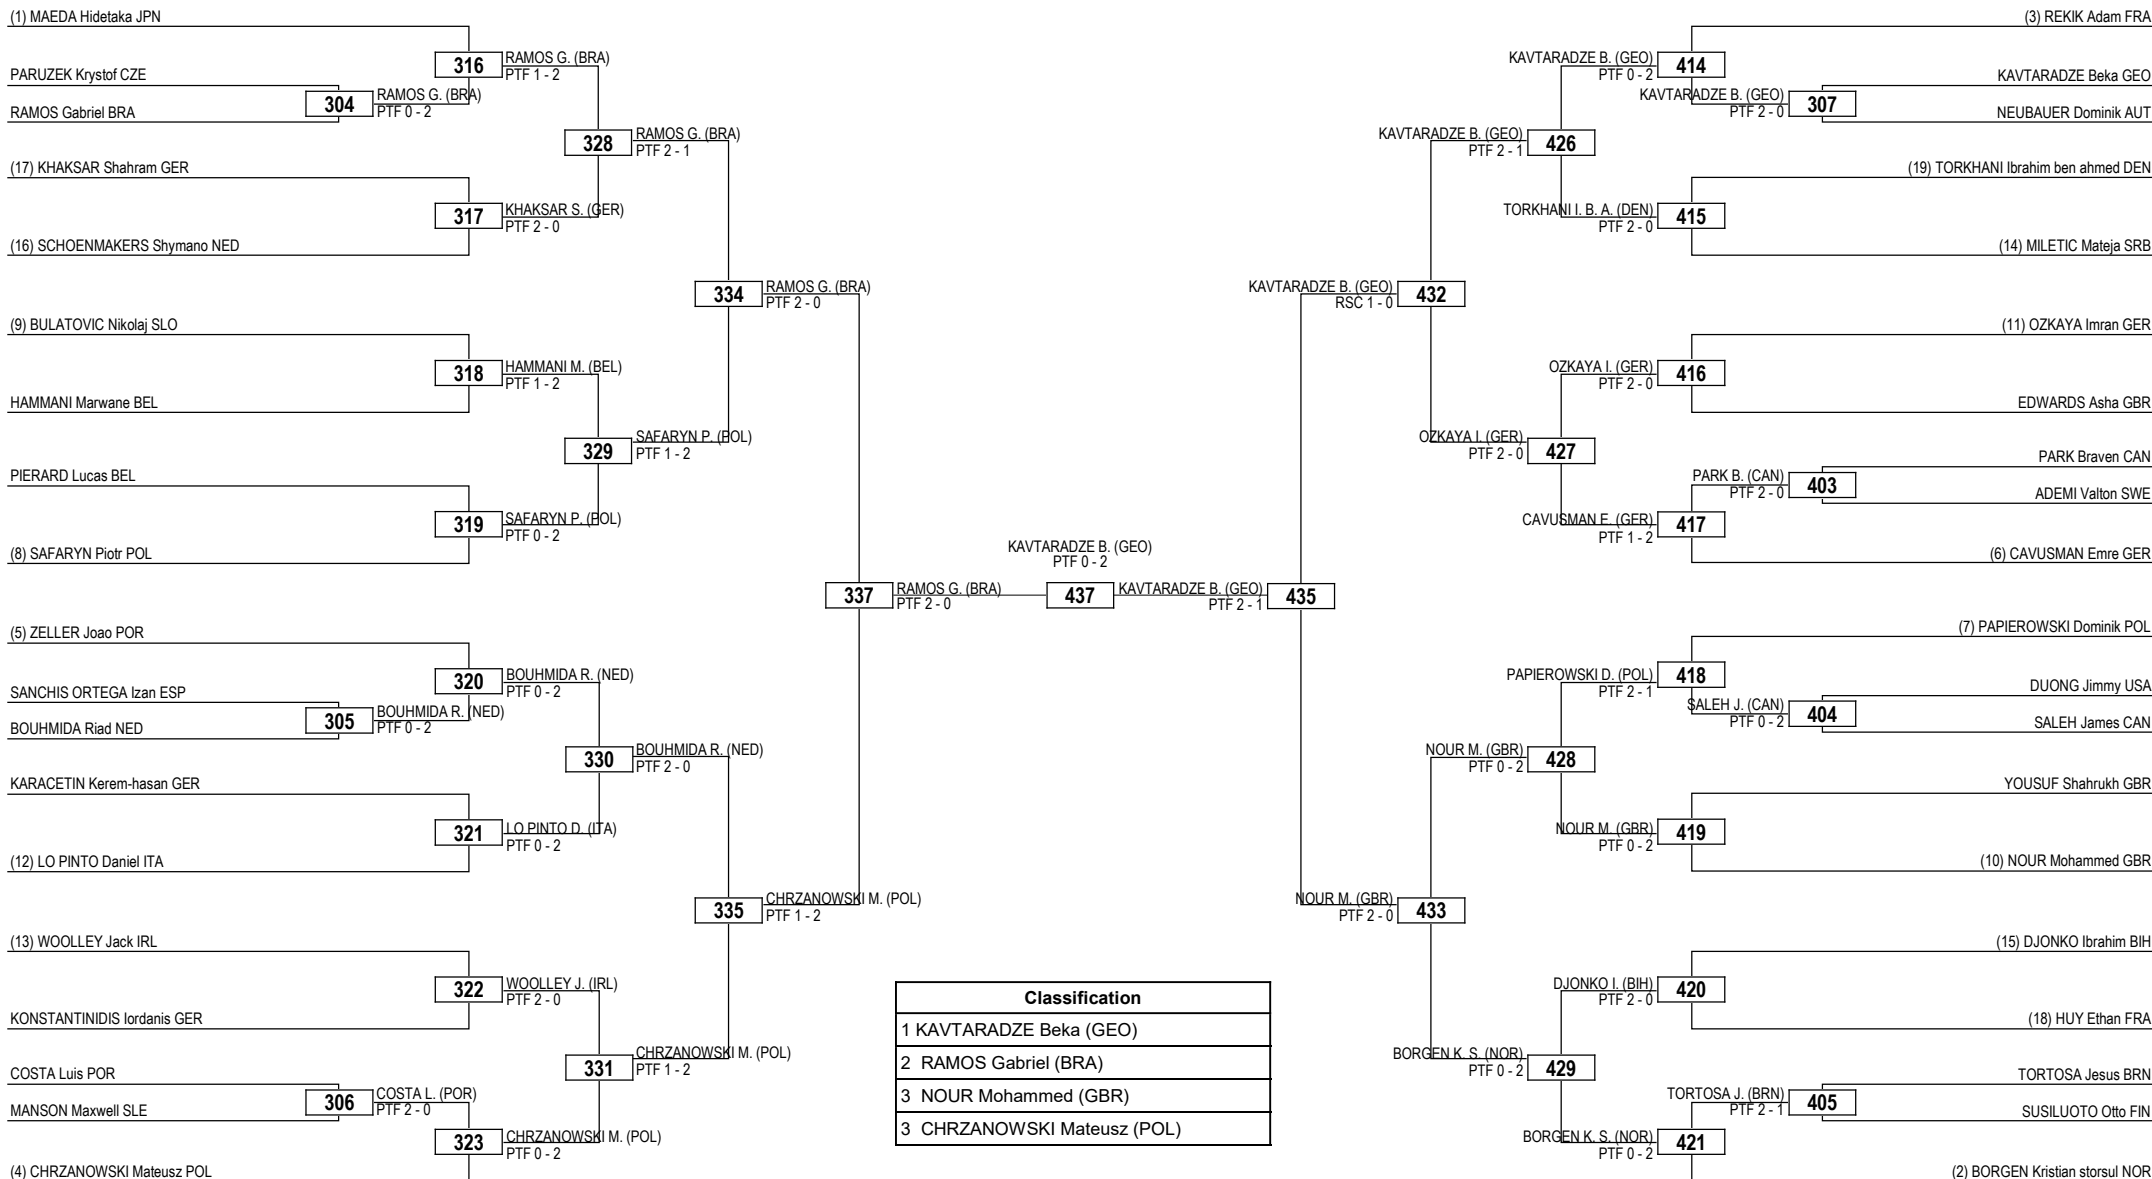 (1) MAEDA Hidetaka JPN
PARUZEK Krystof CZE
RAMOS Gabriel BRA
(17) KHAKSAR Shahram GER
(16) SCHOENMAKERS Shymano NED
(9) BULATOVIC Nikolaj SLO
HAMMANI Marwane BEL
PIERARD Lucas BEL
(8) SAFARYN Piotr POL
(5) ZELLER Joao POR
SANCHIS ORTEGA Izan ESP
BOUHMIDA Riad NED
KARACETIN Kerem-hasan GER
(12) LO PINTO Daniel ITA
(13) WOOLLEY Jack IRL
KONSTANTINIDIS Iordanis GER
COSTA Luis POR
MANSON Maxwell SLE
(4) CHRZANOWSKI Mateusz POL
304
RAMOS G. (BRA)
PTF 0 - 2
305
BOUHMIDA R. (NED)
PTF 0 - 2
306
COSTA L. (POR)
PTF 2 - 0
316
RAMOS G. (BRA)
PTF 1 - 2
317
KHAKSAR S. (GER)
PTF 2 - 0
318
HAMMANI M. (BEL)
PTF 1 - 2
319
SAFARYN P. (POL)
PTF 0 - 2
320
BOUHMIDA R. (NED)
PTF 0 - 2
321
LO PINTO D. (ITA)
PTF 0 - 2
322
WOOLLEY J. (IRL)
PTF 2 - 0
323
CHRZANOWSKI M. (POL)
PTF 0 - 2
328
RAMOS G. (BRA)
PTF 2 - 1
329
SAFARYN P. (POL)
PTF 1 - 2
330
BOUHMIDA R. (NED)
PTF 2 - 0
331
CHRZANOWSKI M. (POL)
PTF 1 - 2
334
RAMOS G. (BRA)
PTF 2 - 0
335
CHRZANOWSKI M. (POL)
PTF 1 - 2
337
RAMOS G. (BRA)
PTF 2 - 0
KAVTARADZE B. (GEO)
PTF 0 - 2
437
KAVTARADZE B. (GEO)
PTF 2 - 1
435
KAVTARADZE B. (GEO)
RSC 1 - 0
432
NOUR M. (GBR)
PTF 2 - 0
433
KAVTARADZE B. (GEO)
PTF 2 - 1
426
OZKAYA I. (GER)
PTF 2 - 0
427
NOUR M. (GBR)
PTF 0 - 2
428
BORGEN K. S. (NOR)
PTF 0 - 2
429
KAVTARADZE B. (GEO)
PTF 0 - 2
414
TORKHANI I. B. A. (DEN)
PTF 2 - 0
415
OZKAYA I. (GER)
PTF 2 - 0
416
CAVUSMAN E. (GER)
PTF 1 - 2
417
PAPIEROWSKI D. (POL)
PTF 2 - 1
418
NOUR M. (GBR)
PTF 0 - 2
419
DJONKO I. (BIH)
PTF 2 - 0
420
BORGEN K. S. (NOR)
PTF 0 - 2
421
KAVTARADZE B. (GEO)
PTF 2 - 0
307
PARK B. (CAN)
PTF 2 - 0
403
SALEH J. (CAN)
PTF 0 - 2
404
TORTOSA J. (BRN)
PTF 2 - 1
405
(3) REKIK Adam FRA
KAVTARADZE Beka GEO
NEUBAUER Dominik AUT
(19) TORKHANI Ibrahim ben ahmed DEN
(14) MILETIC Mateja SRB
(11) OZKAYA Imran GER
EDWARDS Asha GBR
PARK Braven CAN
ADEMI Valton SWE
(6) CAVUSMAN Emre GER
(7) PAPIEROWSKI Dominik POL
DUONG Jimmy USA
SALEH James CAN
YOUSUF Shahrukh GBR
(10) NOUR Mohammed GBR
(15) DJONKO Ibrahim BIH
(18) HUY Ethan FRA
TORTOSA Jesus BRN
SUSILUOTO Otto FIN
(2) BORGEN Kristian storsul NOR
Classification
1 KAVTARADZE Beka (GEO)
2 RAMOS Gabriel (BRA)
3 NOUR Mohammed (GBR)
3 CHRZANOWSKI Mateusz (POL)